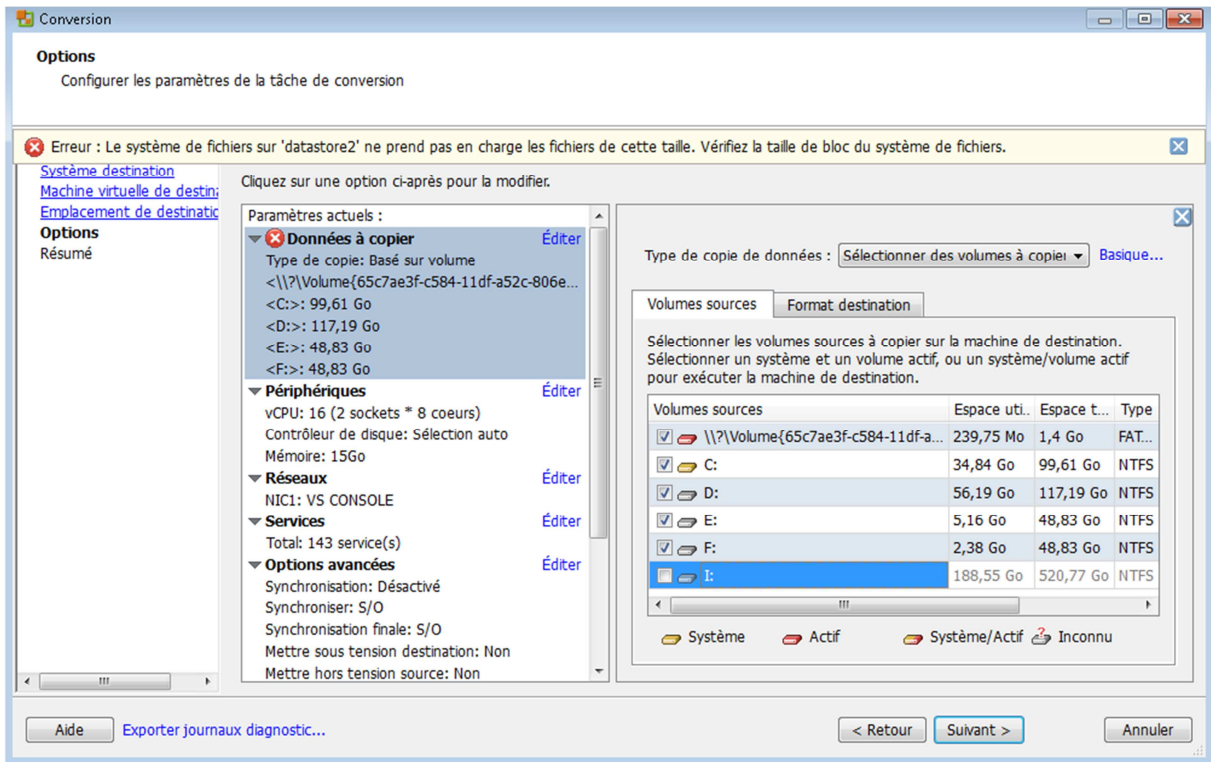 Conversion
Options
Configurer les paramètres de la tâche de conversion
Erreur : Le système de fichiers sur 'datastore2' ne prend pas en charge les fichiers de cette taille. Vérifiez la taille de bloc du système de fichiers.
Système destination
Machine virtuelle de destin
Emplacement de destinatic
Options
Résumé
Cliquez sur une option ci-après pour la modifier.
Paramètres actuels :
Données à copier Éditer
Type de copie: Basé sur volume
<\\?\Volume{65c7ae3f-c584-11df-a52c-806e...
<C:>: 99,61 Go
<D:>: 117,19 Go
<E:>: 48,83 Go
<F:>: 48,83 Go
Périphériques Éditer
vCPU: 16 (2 sockets * 8 coeurs)
Contrôleur de disque: Sélection auto
Mémoire: 15Go
Réseaux Éditer
NIC1: VS CONSOLE
Services Éditer
Total: 143 service(s)
Options avancées Éditer
Synchronisation: Désactivé
Synchroniser: S/O
Synchronisation finale: S/O
Mettre sous tension destination: Non
Mettre hors tension source: Non
Type de copie de données : Sélectionner des volumes à copier Basique...
Volumes sources Format destination
Sélectionner les volumes sources à copier sur la machine de destination.
Sélectionner un système et un volume actif, ou un système/volume actif
pour exécuter la machine de destination.
Volumes sources Espace uti.. Espace t... Type
\\?\Volume{65c7ae3f-c584-11df-a... 239,75 Mo 1,4 Go FAT...
C: 34,84 Go 99,61 Go NTFS
D: 56,19 Go 117,19 Go NTFS
E: 5,16 Go 48,83 Go NTFS
F: 2,38 Go 48,83 Go NTFS
I: 188,55 Go 520,77 Go NTFS
Système Actif Système/Actif Inconnu
Aide Exporter journaux diagnostic... < Retour Suivant > Annuler